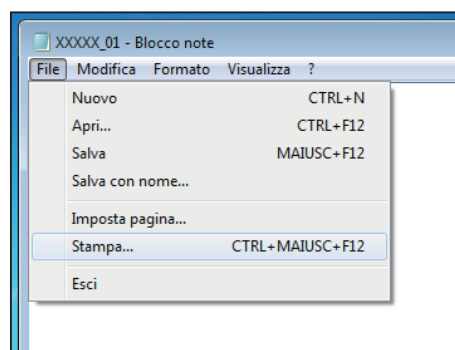 XXXXX_01 - Blocco note
File Modifica Formato Visualizza ?
Nuovo CTRL+N
Apri... CTRL+F12
Salva MAIUSC+F12
Salva con nome...
Imposta pagina...
Stampa... CTRL+MAIUSC+F12
Esci